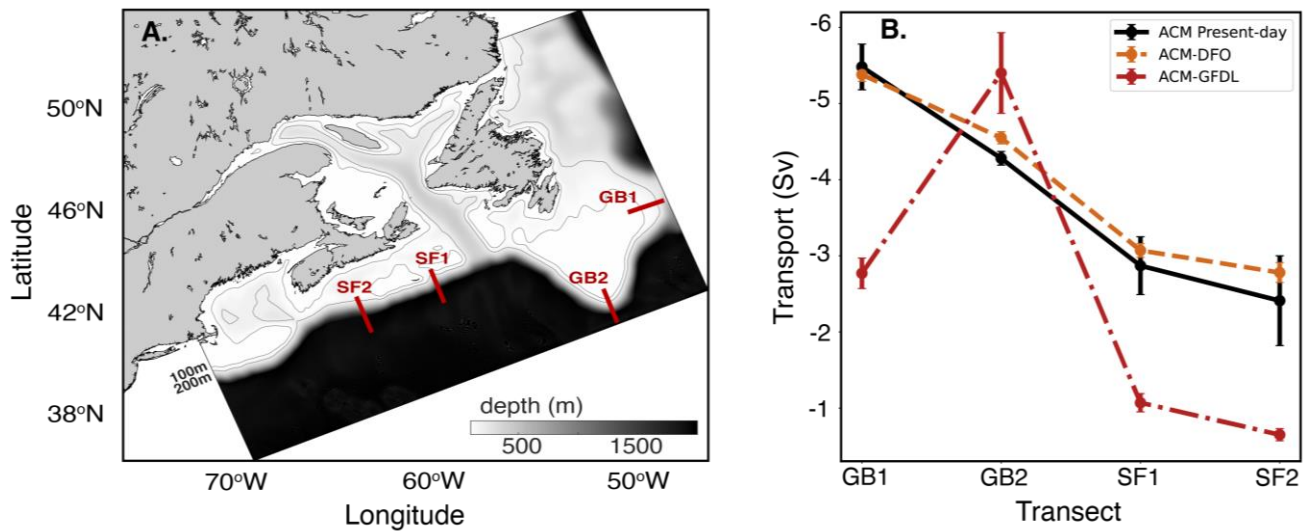 A.
50°N
46°N
42°N
38°N
Latitude
GB1
SF1
SF2
GB2
100m
200m
depth (m)
500 1500
70°W 60°W 50°W
Longitude
B.
ACM Present-day
ACM-DFO
ACM-GFDL
-6
-5
-4
-3
-2
-1
Transport (Sv)
GB1 GB2 SF1 SF2
Transect